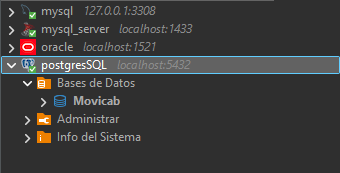 mysql 127.0.0.1:3308
mysql_server localhost:1433
oracle localhost:1521
postgresSQL localhost:5432
Bases de Datos
Movicab
Administrar
Info del Sistema